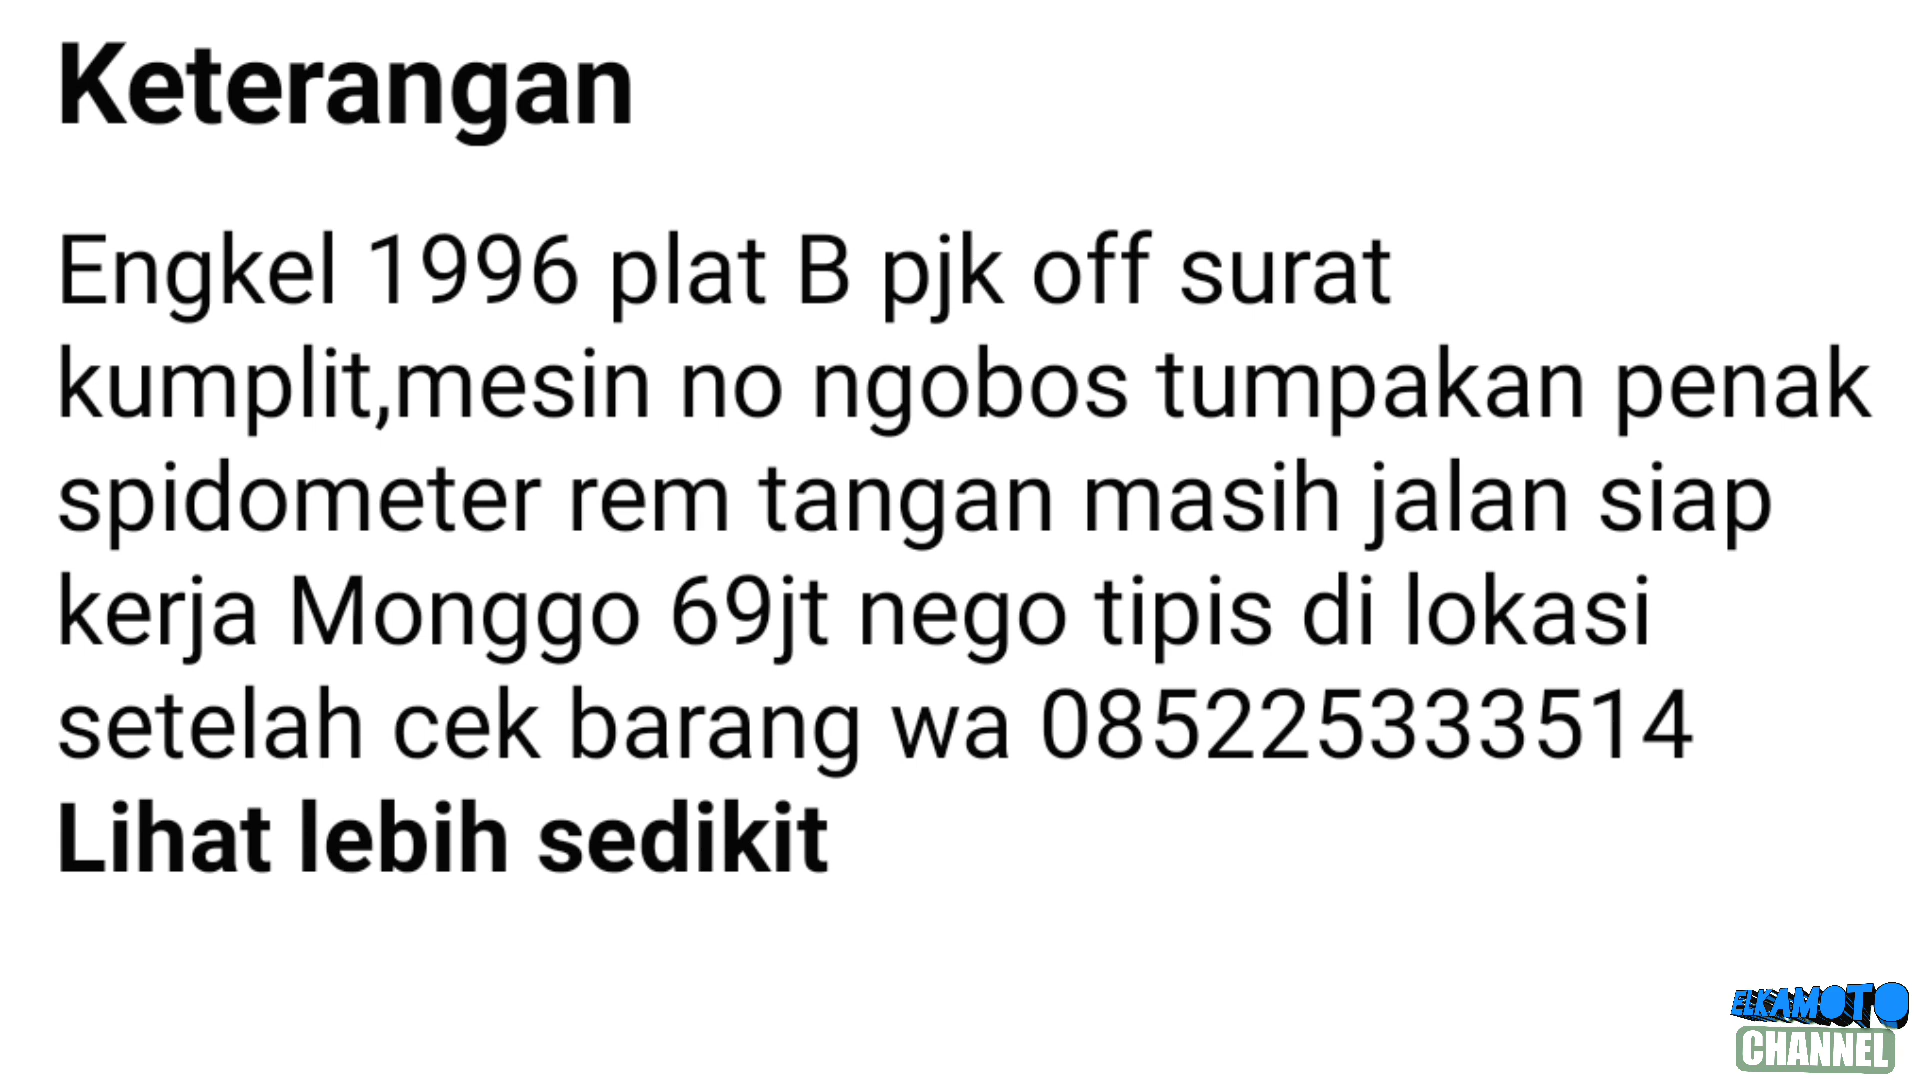 Keterangan
Engkel 1996 plat B pjk off surat
kumplit,mesin no ngobos tumpakan penak
spidometer rem tangan masih jalan siap
kerja Monggo 69jt nego tipis di lokasi
setelah cek barang wa 085225333514
Lihat lebih sedikit
ELKAMOTO
CHANNEL